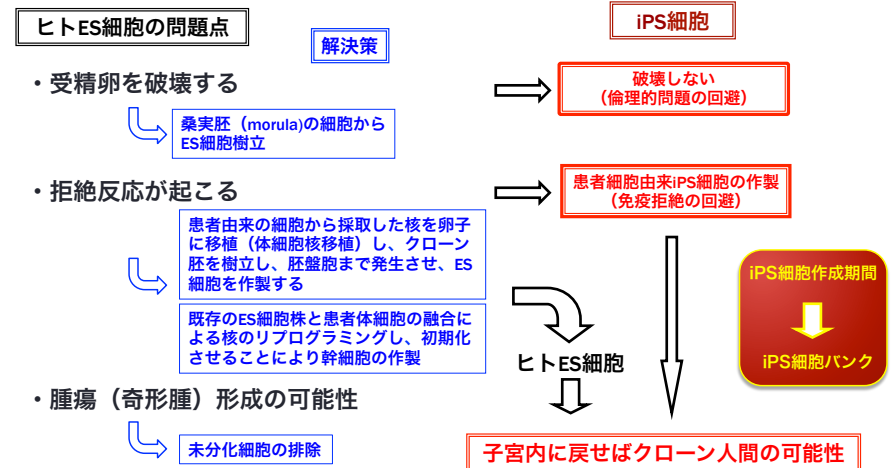 ヒトES細胞の問題点
解決策
iPS細胞
・受精卵を破壊する
破壊しない
（倫理的問題の回避）
桑実胚（morula)の細胞から
ES細胞樹立
・拒絶反応が起こる
患者細胞由来iPS細胞の作製
（免疫拒絶の回避）
患者由来の細胞から採取した核を卵子
に移植（体細胞核移植）し、クローン
胚を樹立し、胚盤胞まで発生させ、ES
細胞を作製する
既存のES細胞株と患者体細胞の融合によ
る核のリプログラミングし、初期化
させることにより幹細胞の作製
iPS細胞作成期間
iPS細胞バンク
ヒトES細胞
・腫瘍（奇形腫）形成の可能性
未分化細胞の排除
子宮内に戻せばクローン人間の可能性